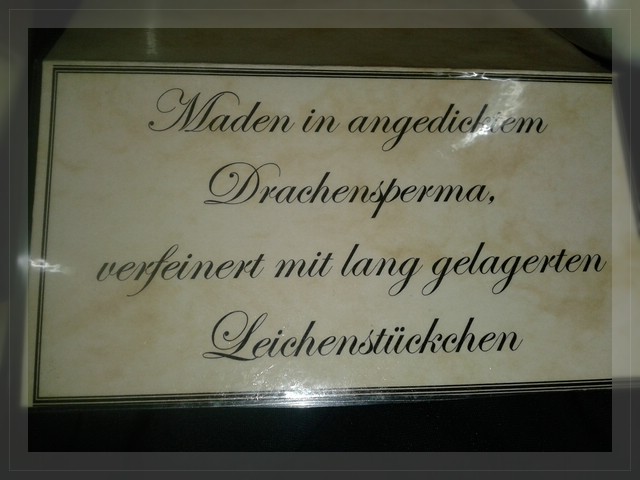 Maden in angedicktem
Drachensperma,
verfeinert mit lang gelagerten
Leichenstückchen